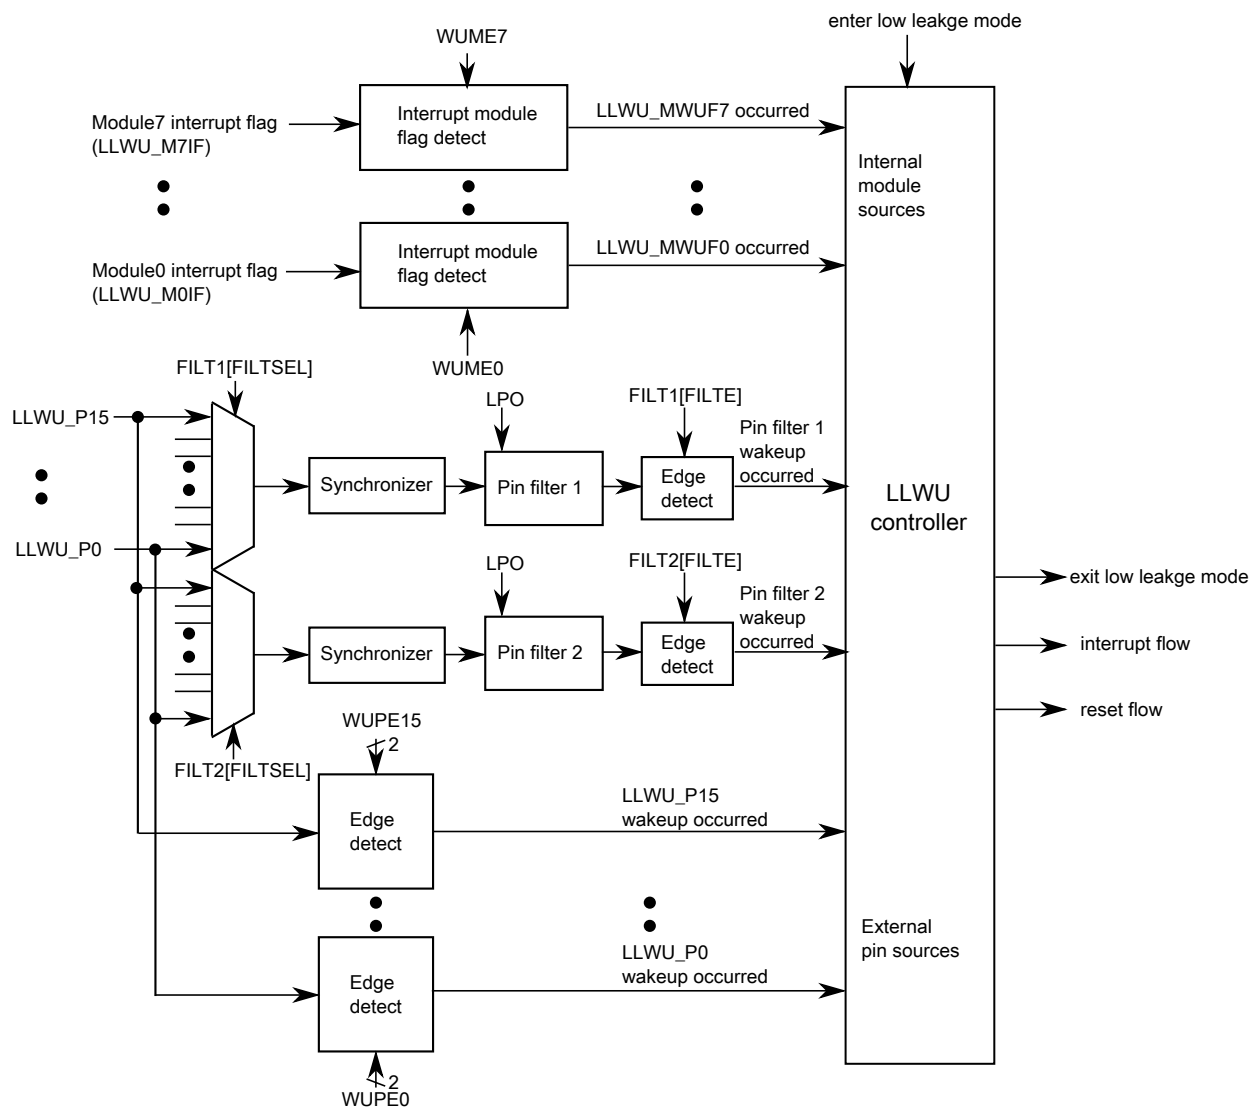 enter low leakge mode
WUME7
Interrupt module
flag detect
LLWU_MWUF7 occurred
Module7 interrupt flag
(LLWU_M7IF)
Internal
module
sources
Interrupt module
flag detect
LLWU_MWUF0 occurred
Module0 interrupt flag
(LLWU_M0IF)
WUME0
FILT1[FILTSEL]
LPO
FILT1[FILTE]
LLWU_P15
Pin filter 1
wakeup
occurred
Synchronizer
Pin filter 1
Edge
detect
LLWU
controller
LLWU_P0
LPO
FILT2[FILTE]
exit low leakge mode
Pin filter 2
wakeup
occurred
Synchronizer
Pin filter 2
Edge
detect
interrupt flow
reset flow
WUPE15
2
FILT2[FILTSEL]
LLWU_P15
wakeup occurred
Edge
detect
External
pin sources
LLWU_P0
wakeup occurred
Edge
detect
2
WUPE0